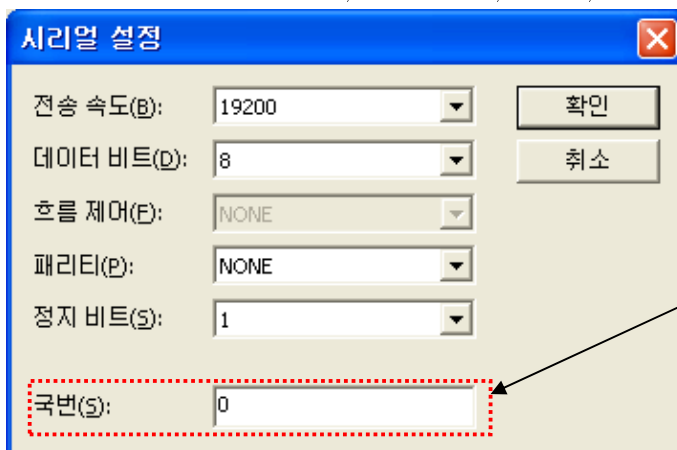 시리얼 설정
전송 속도(B): 19200 확인
데이터 비트(D): 8 취소
흐름 제어(F): NONE
패리티(P): NONE
정지 비트(S): 1
국번(S): 0